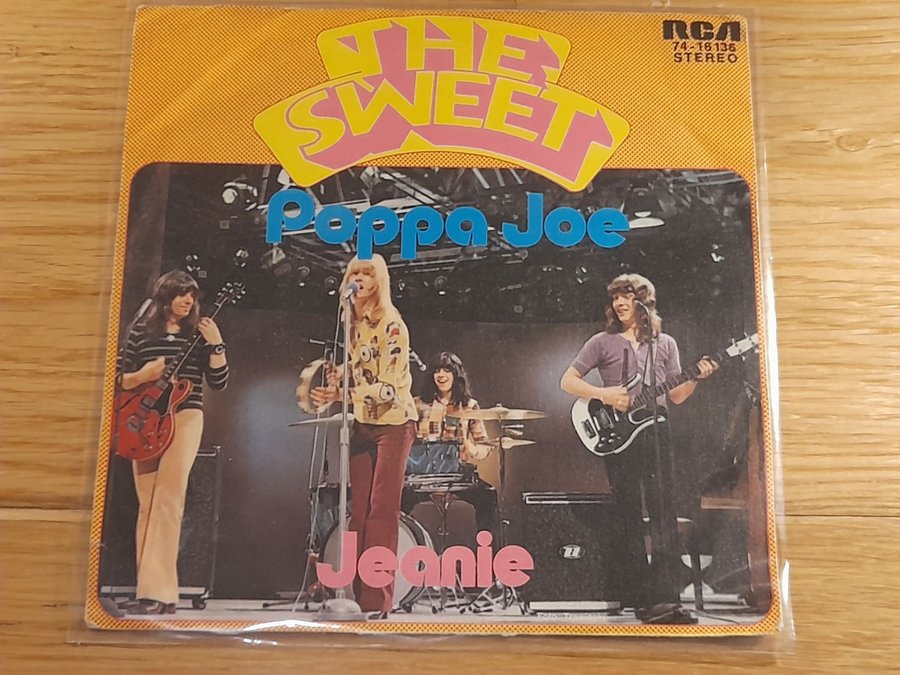 THE
SWEET
RCA
74-16136
STEREO
Poppa Joe
Jeanie